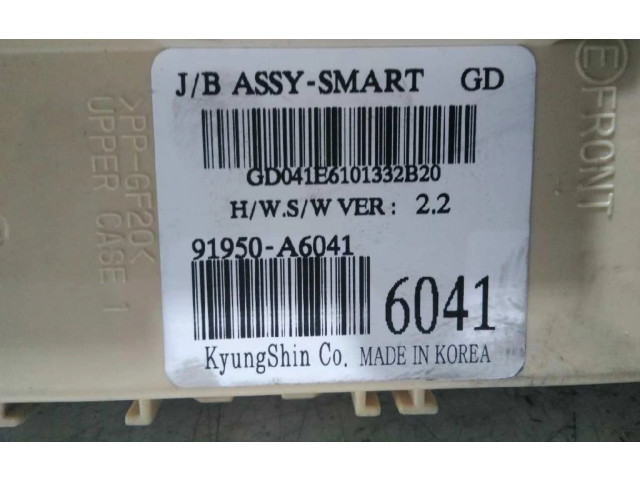 J/B ASSY-SMART GD
GD041E6101332B20
H/W.S/W VER: 2.2
91950-A6041
6041
KyungShin Co. MADE IN KOREA
>PP-GF20<
UPPER CASE 1
E FRONT